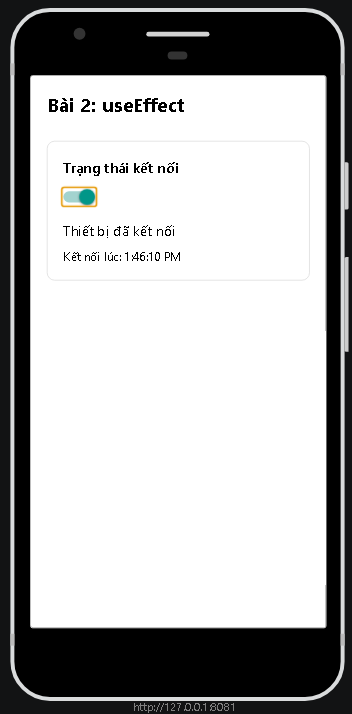 Bài 2: useEffect
Trạng thái kết nối
Thiết bị đã kết nối
Kết nối lúc: 1:46:10 PM
http://127.0.0.1:8081